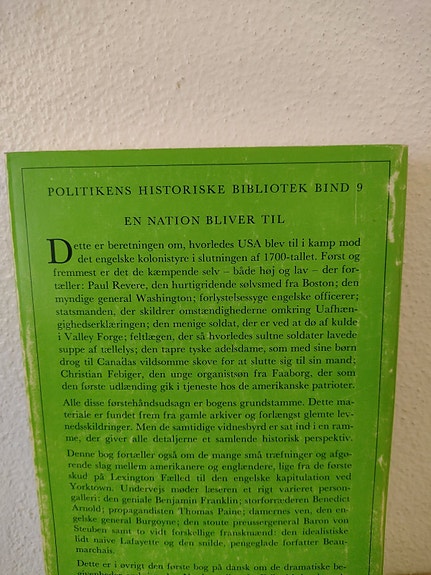 POLITIKENS HISTORISKE BIBLIOTEK BIND 9
EN NATION BLIVER TIL
Dette er beretningen om, hvorledes USA blev til i kamp mod
det engelske kolonistyre i slutningen af 1700-tallet. Først og
fremmest er det de kæmpende selv – både høj og lav – der for-
tæller: Paul Revere, den hurtigridende sølvsmed fra Boston; den
myndige general Washington; forlystelsessyge engelske officerer;
statsmanden, der skildrer omstændighederne omkring Uafhæn-
gighedserklæringen; den menige soldat, der er ved at dø af kulde
i Valley Forge; feltlægen, der så hvorledes sultne soldater lavede
suppe af tællelys; den tapre tyske adelsdame, som med sine børn
drog til Canadas vildsomme skove for at slutte sig til sin mand;
Christian Febiger, den unge organistsøn fra Faaborg, der som
den første udlænding gik i tjeneste hos de amerikanske patrioter.
Alle disse førstehåndsudsagn er bogens grundstamme. Dette ma-
teriale er fundet frem fra gamle arkiver og forlængst glemte lev-
nedsskildringer. Men de samtidige vidnesbyrd er sat ind i en ram-
me, der giver alle detaljerne et samlende historisk perspektiv.
Denne bog fortæller også om de mange små træfninger og afgø-
rende slag mellem amerikanere og englændere, lige fra de første
skud på Lexington Fælled til den engelske kapitulation ved
Yorktown. Undervejs møder læseren et rigt varieret person-
galleri: den geniale Benjamin Franklin; storforræderen Benedict
Arnold; propagandisten Thomas Paine; damernes ven, den en-
gelske general Burgoyne; den stoute preussergeneral Baron von
Steuben samt to vidt forskellige franskmænd: den idealistiske
lidt naive Lafayette og den snilde, pengeglade forfatter Beau-
marchais.
Dette er i øvrigt den første bog på dansk om de dramatiske be-